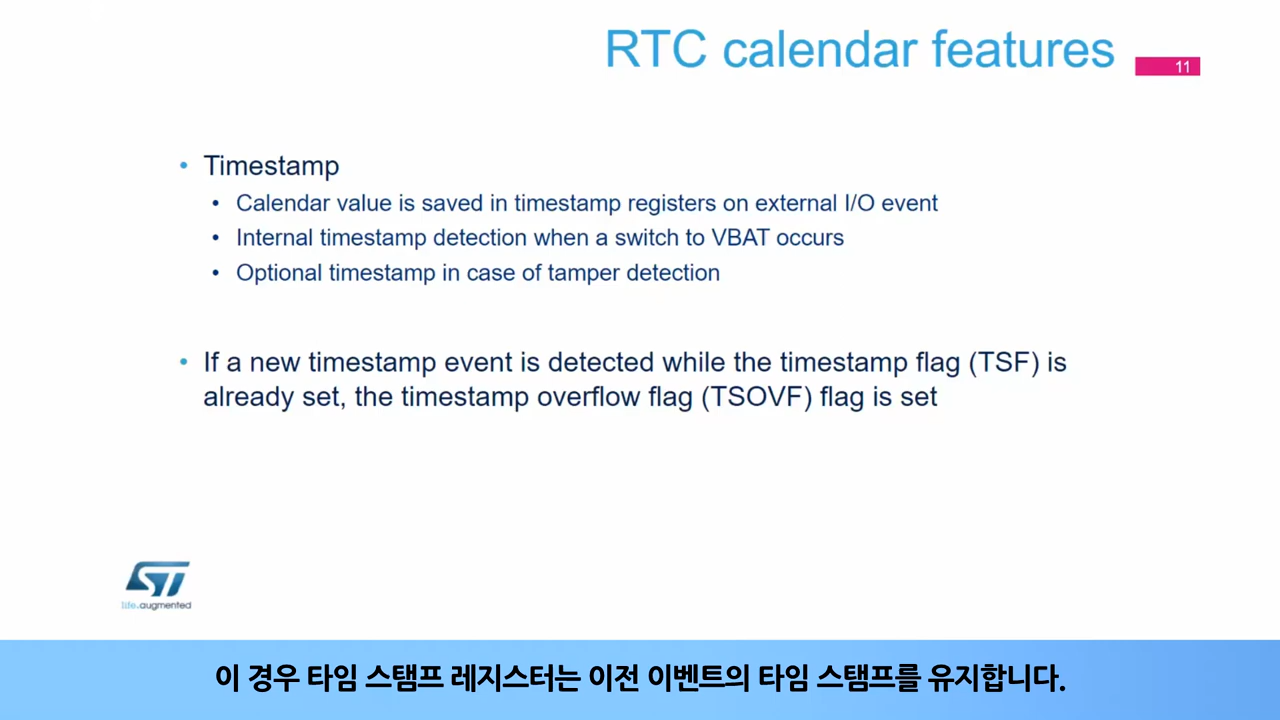 RTC calendar features
11
• Timestamp
• Calendar value is saved in timestamp registers on external I/O event
• Internal timestamp detection when a switch to VBAT occurs
• Optional timestamp in case of tamper detection
• If a new timestamp event is detected while the timestamp flag (TSF) is
already set, the timestamp overflow flag (TSOVF) flag is set
ST
life.augmented
이 경우 타임 스탬프 레지스터는 이전 이벤트의 타임 스탬프를 유지합니다.